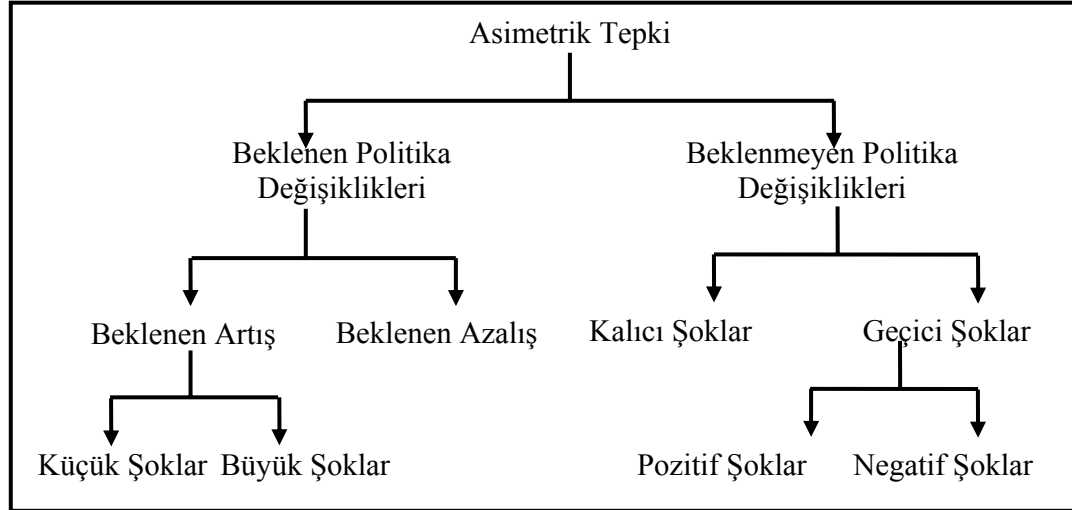 Asimetrik Tepki
Beklenen Politika
Değişiklikleri
Beklenmeyen Politika
Değişiklikleri
Beklenen Artış
Beklenen Azalış
Kalıcı Şoklar
Geçici Şoklar
Küçük Şoklar
Büyük Şoklar
Pozitif Şoklar
Negatif Şoklar